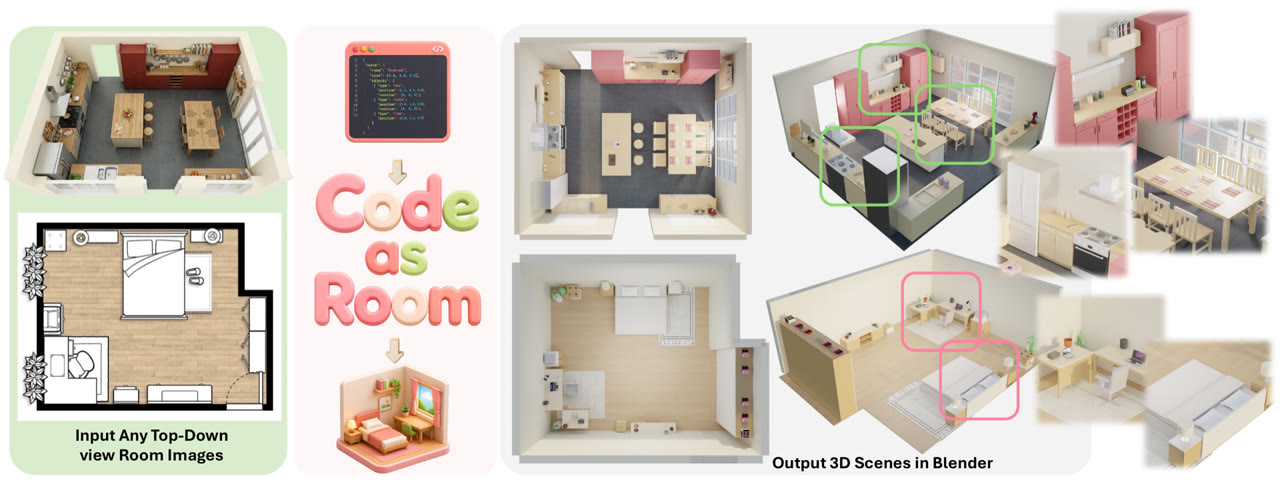 Input Any Top-Down
view Room Images
</>
Code
as
Room
Output 3D Scenes in Blender